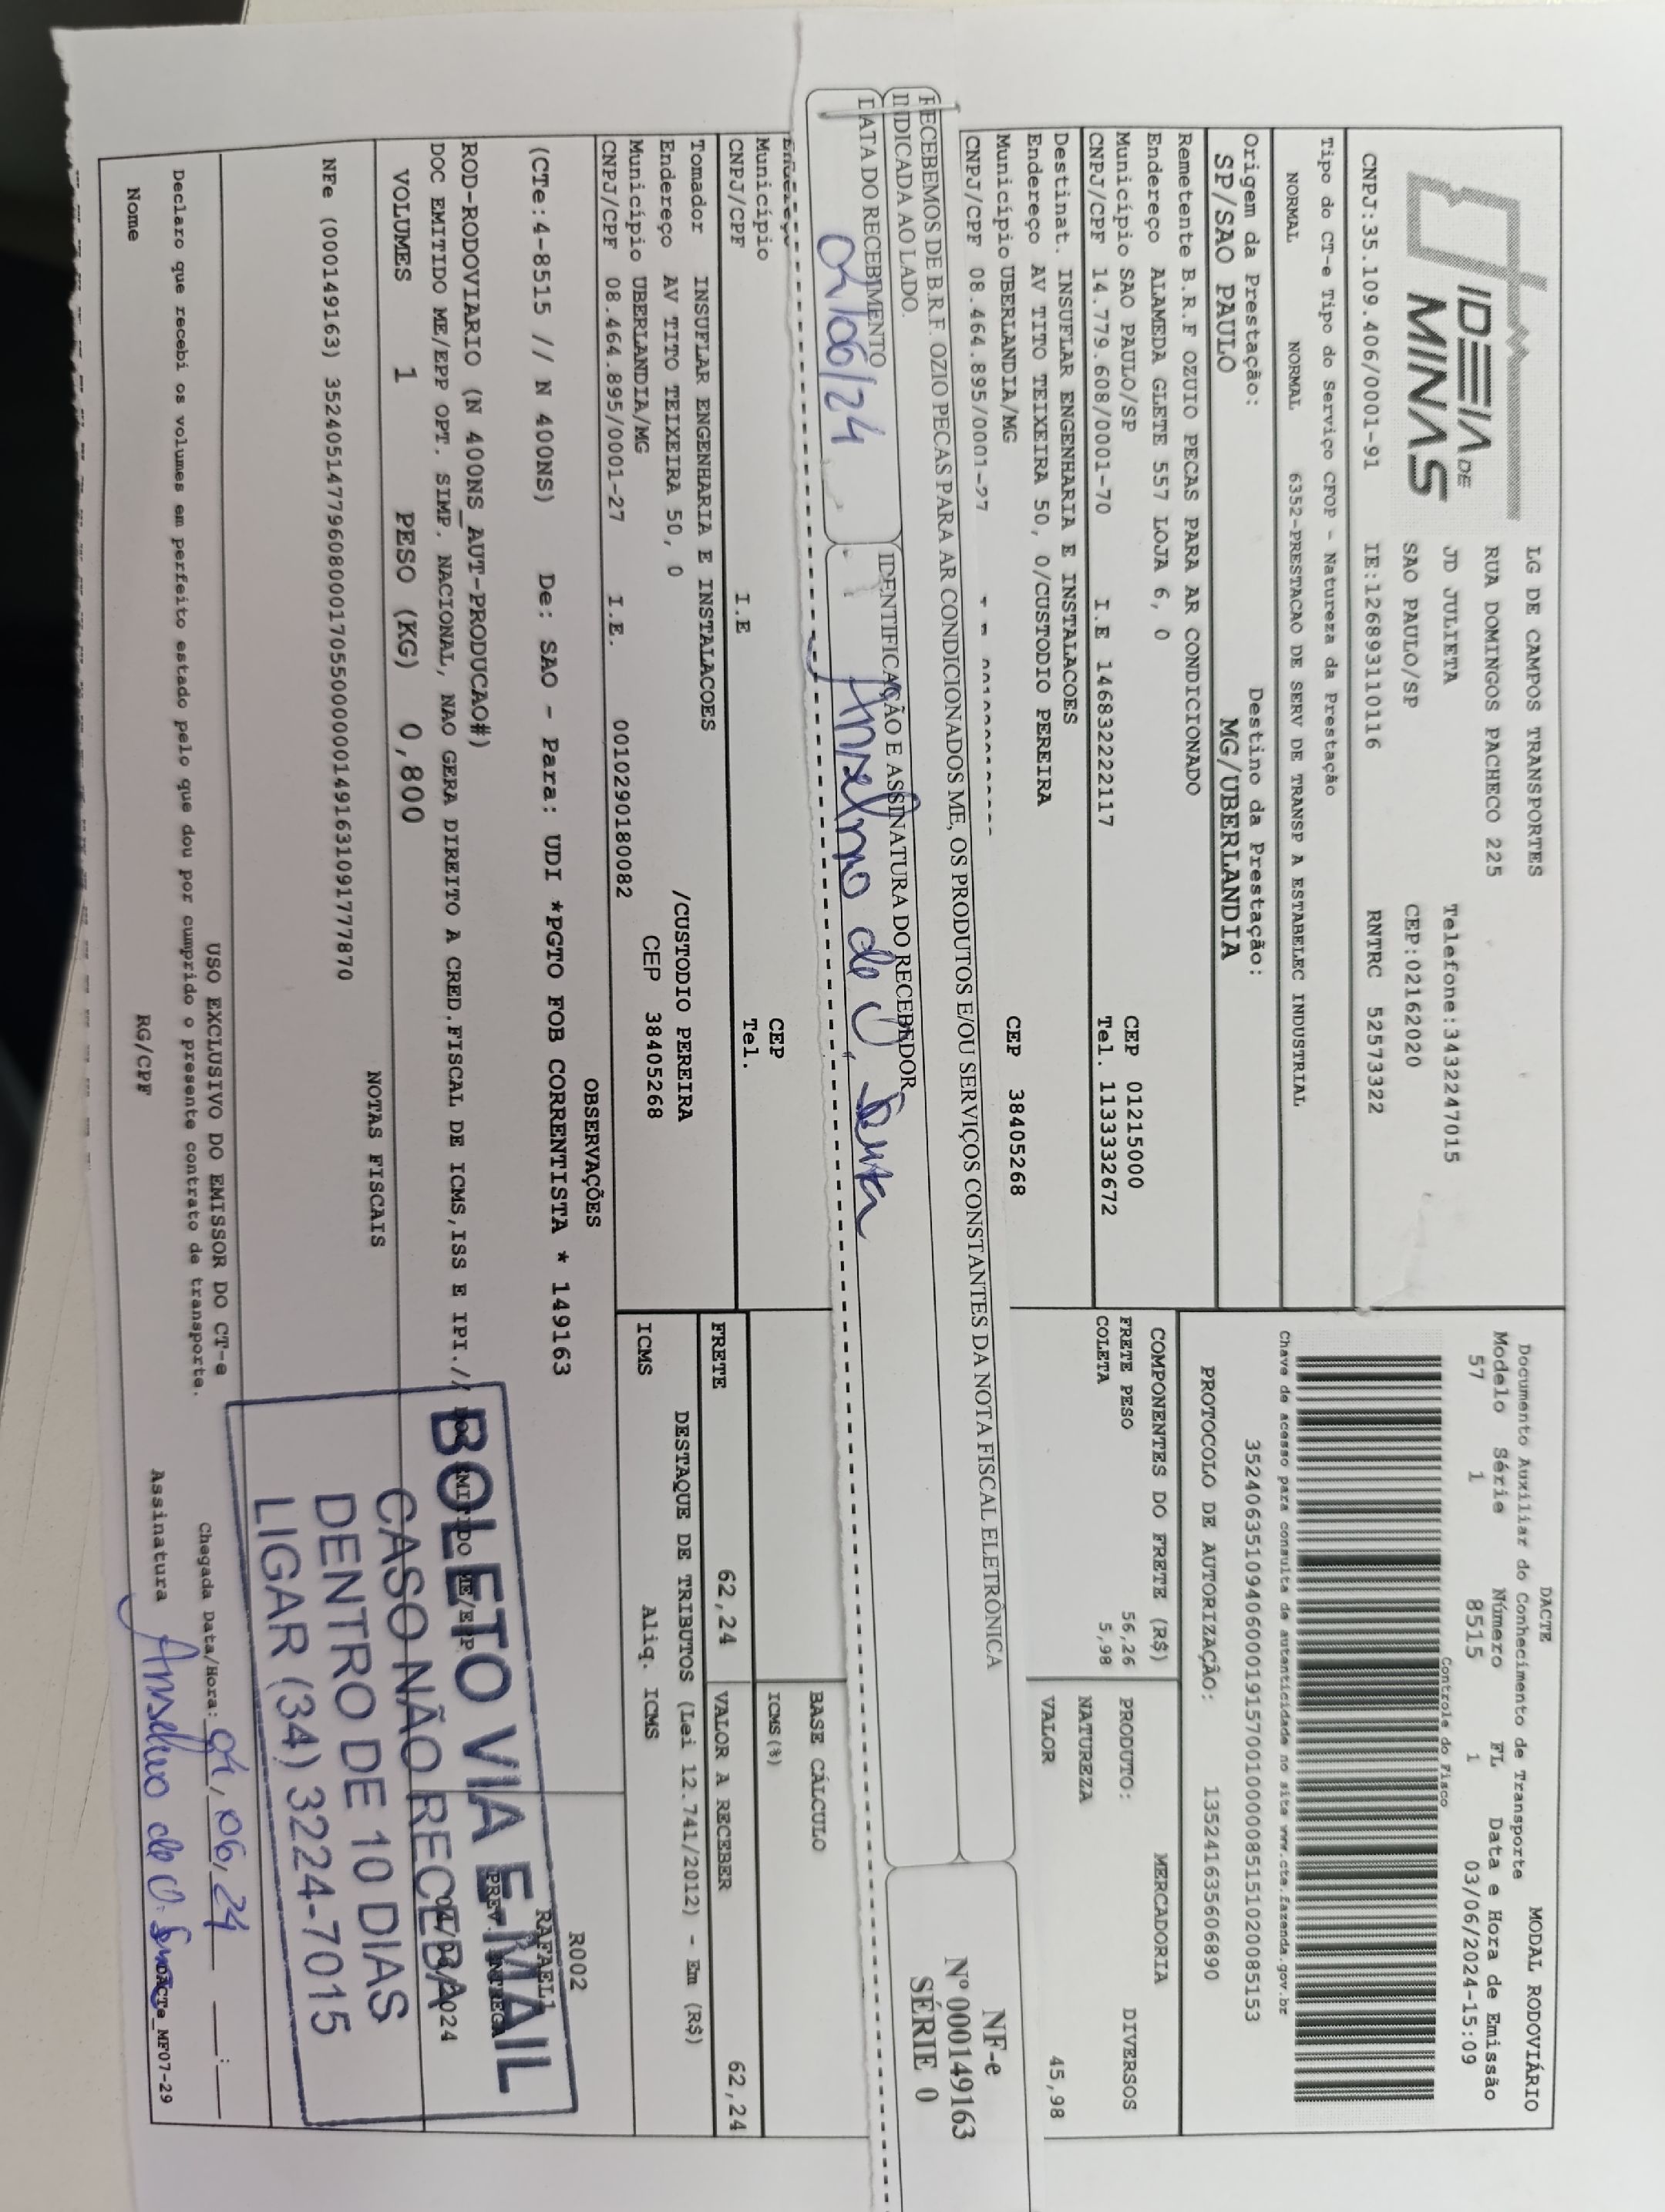 IDEIA DE
MINAS
LG DE CAMPOS TRANSPORTES
RUA DOMINGOS PACHECO 225
JD JULIETA Telefone:3432247015
SAO PAULO/SP CEP:02162020
CNPJ:35.109.406/0001-91 IE:126893110116 RNTRC 52573322
DACTE MODAL RODOVIÁRIO
Documento Auxiliar do Conhecimento de Transporte
Modelo Série Número FL Data e Hora de Emissão
57 1 8515 1 03/06/2024-15:09
Controle do Fisco
Chave de acesso para consulta de autenticidade no site www.cte.fazenda.gov.br
35240635109406000191570010000085151020085153
PROTOCOLO DE AUTORIZAÇÃO: 135241635606890
Tipo do CT-e Tipo do Serviço CFOP - Natureza da Prestação
NORMAL NORMAL 6352-PRESTACAO DE SERV DE TRANSP A ESTABELEC INDUSTRIAL
Origem da Prestação: Destino da Prestação:
SP/SAO PAULO MG/UBERLANDIA
Remetente B.R.F OZUIO PECAS PARA AR CONDICIONADO
Endereço ALAMEDA GLETE 557 LOJA 6, 0
Município SAO PAULO/SP CEP 01215000
CNPJ/CPF 14.779.608/0001-70 I.E 146832222117 Tel. 1133332672
COMPONENTES DO FRETE (R$) MERCADORIA
FRETE PESO 56,26 PRODUTO: DIVERSOS
COLETA 5,98
NATUREZA
VALOR 45,98
Destinat. INSUFLAR ENGENHARIA E INSTALACOES
Endereço AV TITO TEIXEIRA 50, 0/CUSTODIO PEREIRA
Município UBERLANDIA/MG CEP 38405268
CNPJ/CPF 08.464.895/0001-27
RECEBEMOS DE B.R.F. OZIO PECAS PARA AR CONDICIONADOS ME, OS PRODUTOS E/OU SERVIÇOS CONSTANTES DA NOTA FISCAL ELETRÔNICA
INDICADA AO LADO.
NF-e
Nº 000149163
SÉRIE 0
DATA DO RECEBIMENTO IDENTIFICAÇÃO E ASSINATURA DO RECEBEDOR
04/06/24 Anselmo de O.
Município CEP
CNPJ/CPF I.E Tel.
BASE CÁLCULO
ICMS(%)
FRETE 62,24 VALOR A RECEBER 62,24
Tomador INSUFLAR ENGENHARIA E INSTALACOES
Endereço AV TITO TEIXEIRA 50, 0 /CUSTODIO PEREIRA
Município UBERLANDIA/MG CEP 38405268
CNPJ/CPF 08.464.895/0001-27 I.E. 0010290180082
DESTAQUE DE TRIBUTOS (Lei 12.741/2012) - Em (R$)
ICMS Aliq. ICMS
OBSERVAÇÕES
(CTe:4-8515 // N 400NS) De: SAO - Para: UDI *PGTO FOB CORRENTISTA * 149163
ROD-RODOVIARIO (N 400NS_AUT-PRODUCAO#)
DOC EMITIDO ME/EPP OPT. SIMP. NACIONAL, NAO GERA DIREITO A CRED.FISCAL DE ICMS,ISS E IPI.// DOC EMITIDO ME/EPP
R002
RAFAEL1
PREV. ENTREGA
VOLUMES 1 PESO (KG) 0,800
NOTAS FISCAIS
NFe (000149163) 35240514779608000170550000001491631091777870
BOLETO VIA E-MAIL
CASO NÃO RECEBA
DENTRO DE 10 DIAS
LIGAR (34) 3224-7015
USO EXCLUSIVO DO EMISSOR DO CT-e
Declaro que recebi os volumes em perfeito estado pelo que dou por cumprido o presente contrato de transporte.
Chegada Data/Hora: 04/06/24 __:__
Nome RG/CPF Assinatura Anselmo de O.
DACTe_MF07-29